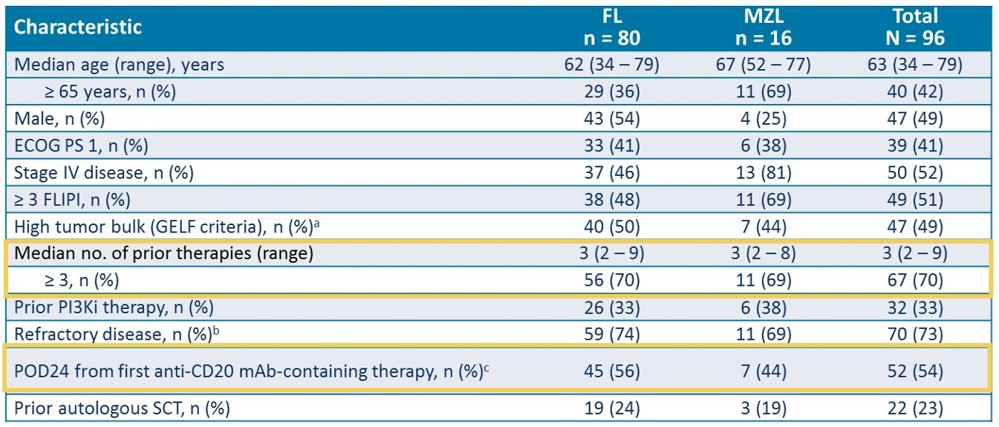 Characteristic FL n = 80 MZL n = 16 Total N = 96
Median age (range), years 62 (34 – 79) 67 (52 – 77) 63 (34 – 79)
≥ 65 years, n (%) 29 (36) 11 (69) 40 (42)
Male, n (%) 43 (54) 4 (25) 47 (49)
ECOG PS 1, n (%) 33 (41) 6 (38) 39 (41)
Stage IV disease, n (%) 37 (46) 13 (81) 50 (52)
≥ 3 FLIPI, n (%) 38 (48) 11 (69) 49 (51)
High tumor bulk (GELF criteria), n (%)ᵃ 40 (50) 7 (44) 47 (49)
Median no. of prior therapies (range) 3 (2 – 9) 3 (2 – 8) 3 (2 – 9)
≥ 3, n (%) 56 (70) 11 (69) 67 (70)
Prior PI3Ki therapy, n (%) 26 (33) 6 (38) 32 (33)
Refractory disease, n (%)ᵇ 59 (74) 11 (69) 70 (73)
POD24 from first anti-CD20 mAb-containing therapy, n (%)ᶜ 45 (56) 7 (44) 52 (54)
Prior autologous SCT, n (%) 19 (24) 3 (19) 22 (23)